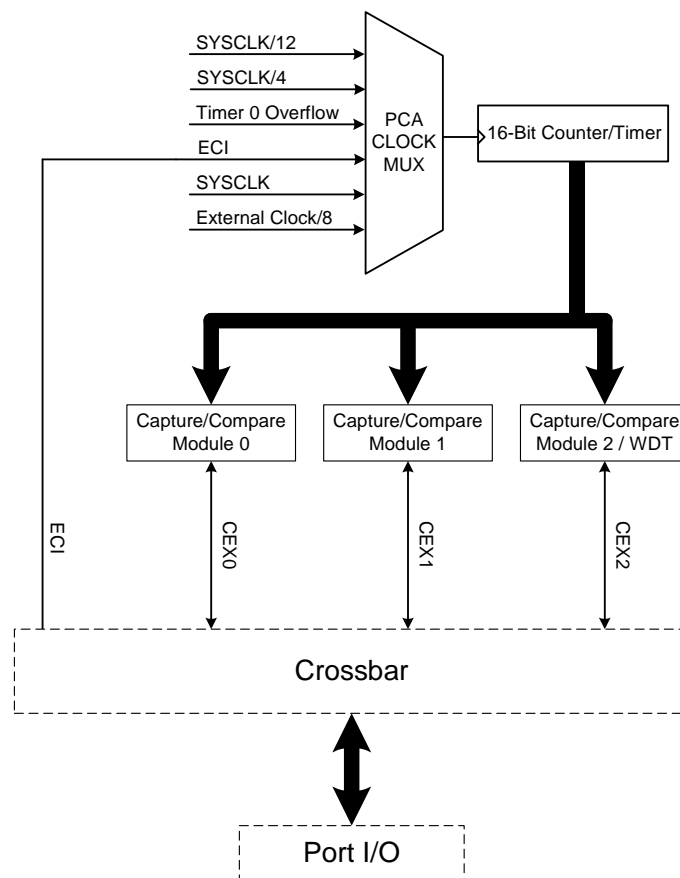 SYSCLK/12
SYSCLK/4
Timer 0 Overflow
ECI
SYSCLK
External Clock/8
PCA
CLOCK
MUX
16-Bit Counter/Timer
Capture/Compare
Module 0
Capture/Compare
Module 1
Capture/Compare
Module 2 / WDT
ECI
CEX0
CEX1
CEX2
Crossbar
Port I/O